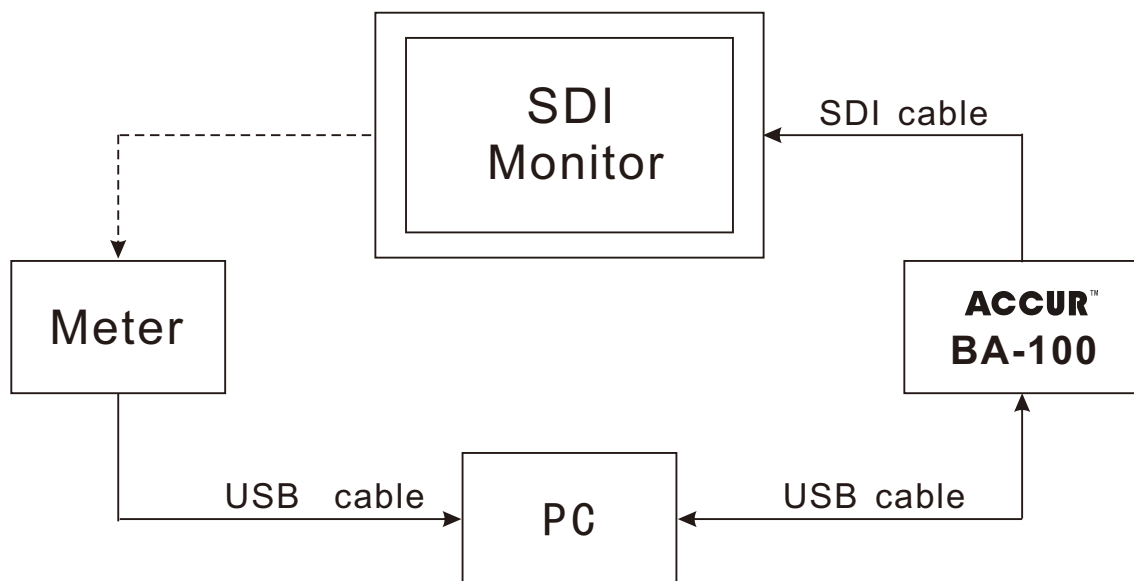 SDI
Monitor
SDI cable
Meter
ACCUR™
BA-100
USB cable
PC
USB cable